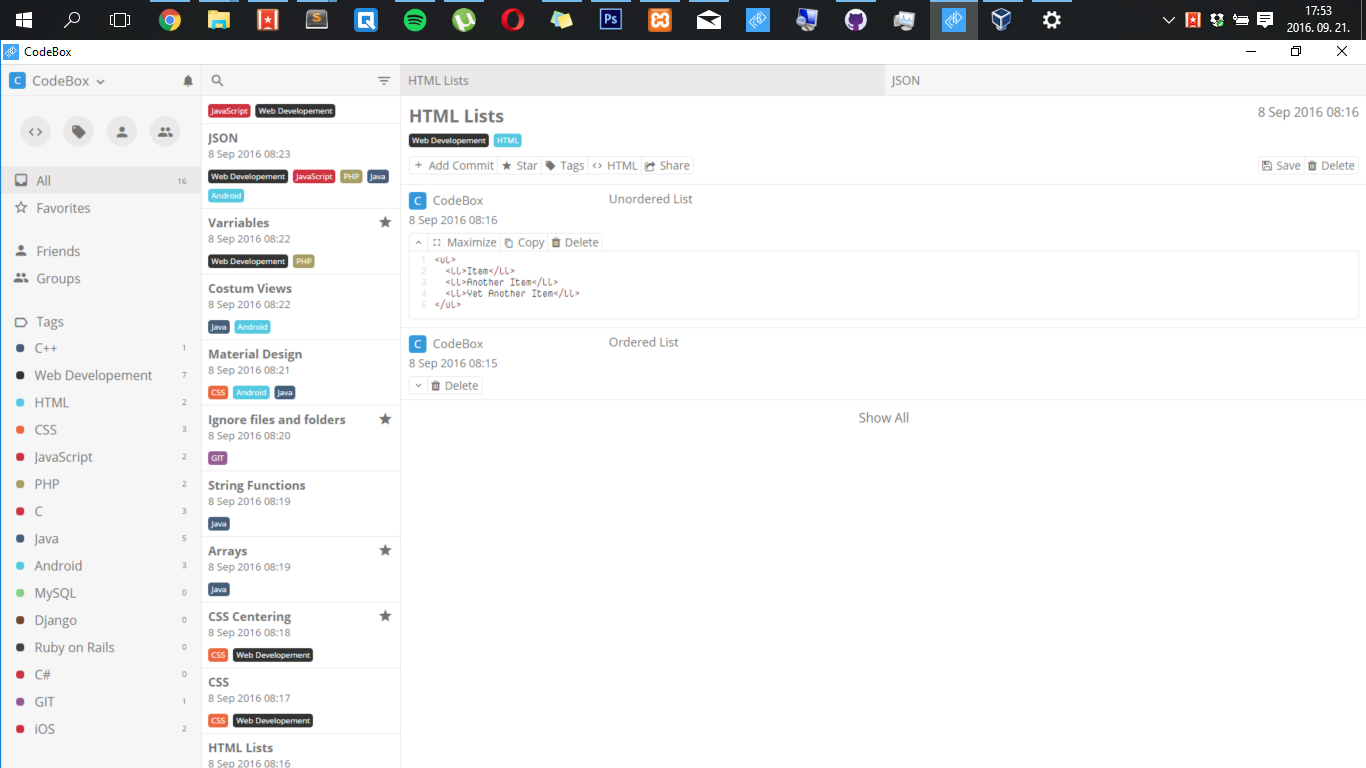 17:53
2016. 09. 21.
CodeBox
C CodeBox
All 16
Favorites
Friends
Groups
Tags
C++ 1
Web Developement 7
HTML 2
CSS 3
JavaScript 2
PHP 2
C 3
Java 5
Android 3
MySQL 0
Django 0
Ruby on Rails 0
C# 0
GIT 1
iOS 2
JavaScript Web Developement
JSON
8 Sep 2016 08:23
Web Developement JavaScript PHP Java
Android
Varriables
8 Sep 2016 08:22
Web Developement PHP
Costum Views
8 Sep 2016 08:22
Java Android
Material Design
8 Sep 2016 08:21
CSS Android Java
Ignore files and folders
8 Sep 2016 08:20
GIT
String Functions
8 Sep 2016 08:19
Java
Arrays
8 Sep 2016 08:19
Java
CSS Centering
8 Sep 2016 08:18
CSS Web Developement
CSS
8 Sep 2016 08:17
CSS Web Developement
HTML Lists
8 Sep 2016 08:16
HTML Lists JSON
HTML Lists 8 Sep 2016 08:16
Web Developement HTML
+ Add Commit Star Tags <> HTML Share Save Delete
C CodeBox Unordered List
8 Sep 2016 08:16
Maximize Copy Delete
1 <ul>
2 <LL>Item</LL>
3 <LL>Another Item</LL>
4 <LL>Yet Another Item</LL>
5 </ul>
C CodeBox Ordered List
8 Sep 2016 08:15
Delete
Show All